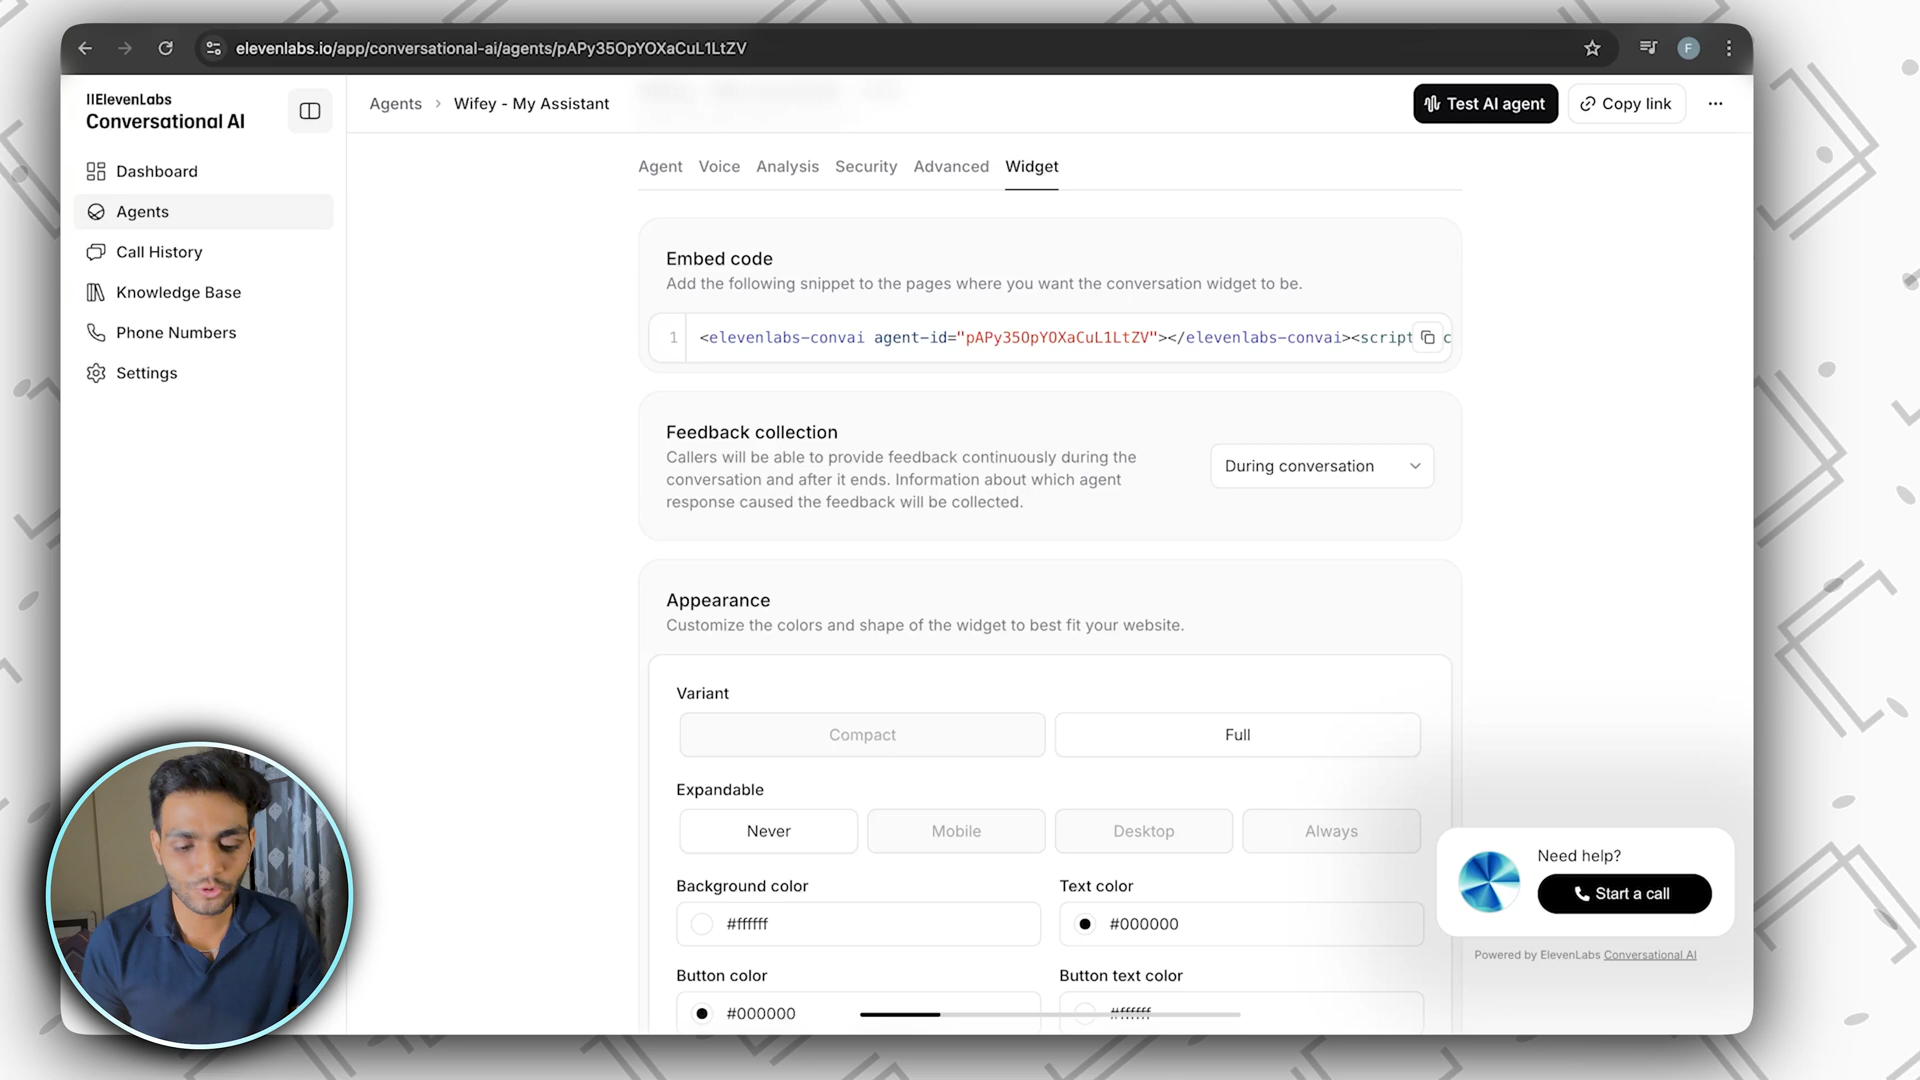 elevenlabs.io/app/conversational-ai/agents/pAPy35OpYOXaCuL1LtZV
F
IIElevenLabs
Conversational AI
Agents
Wifey - My Assistant
Test AI agent
Copy link
Dashboard
Agents
Call History
Knowledge Base
Phone Numbers
Settings
Agent Voice Analysis Security Advanced Widget
Embed code
Add the following snippet to the pages where you want the conversation widget to be.
1 <elevenlabs-convai agent-id="pAPy35OpYOXaCuL1LtZV"></elevenlabs-convai><script c
Feedback collection
Callers will be able to provide feedback continuously during the
conversation and after it ends. Information about which agent
response caused the feedback will be collected.
During conversation
Appearance
Customize the colors and shape of the widget to best fit your website.
Variant
Compact Full
Expandable
Never Mobile Desktop Always
Background color Text color
#ffffff #000000
Button color Button text color
#000000 #ffffff
Need help?
Start a call
Powered by ElevenLabs Conversational AI